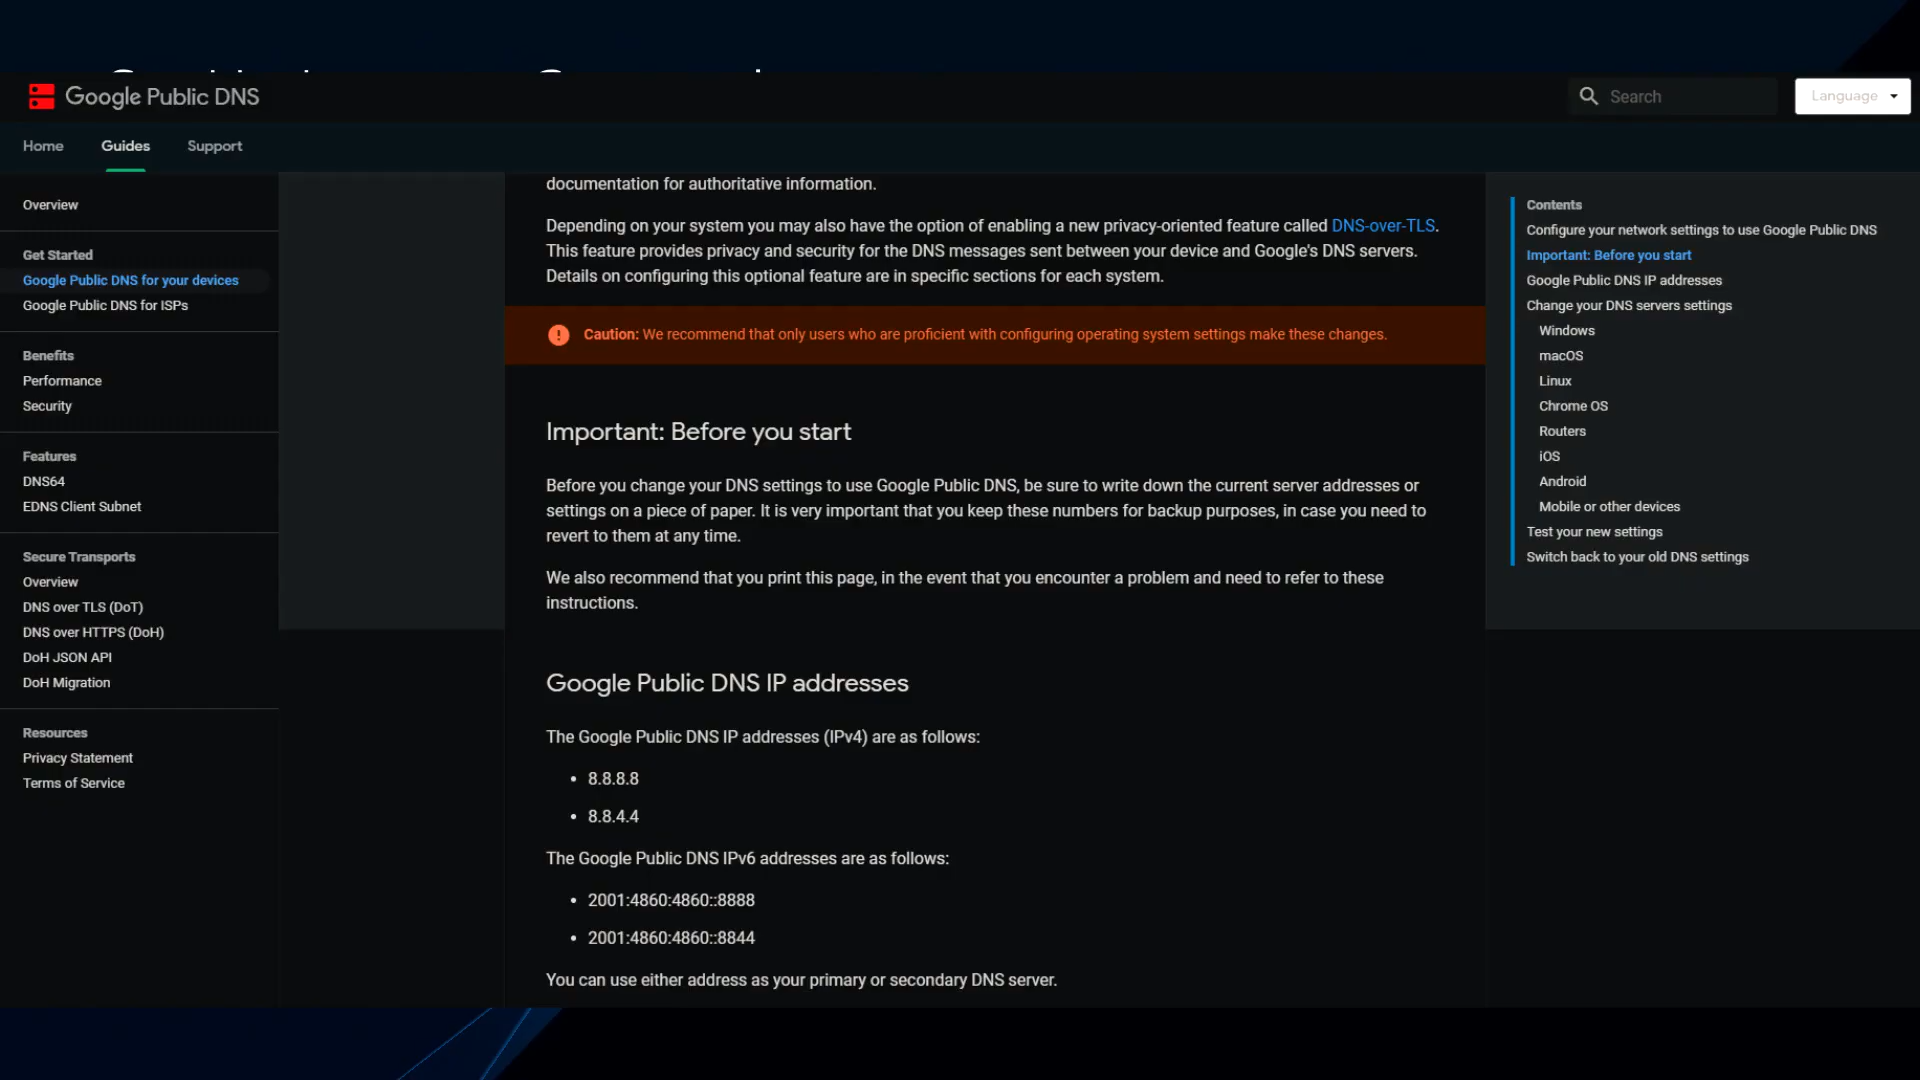 Google Public DNS
Search
Language
Home
Guides
Support
Overview
Get Started
Google Public DNS for your devices
Google Public DNS for ISPs
Benefits
Performance
Security
Features
DNS64
EDNS Client Subnet
Secure Transports
Overview
DNS over TLS (DoT)
DNS over HTTPS (DoH)
DoH JSON API
DoH Migration
Resources
Privacy Statement
Terms of Service
documentation for authoritative information.
Depending on your system you may also have the option of enabling a new privacy-oriented feature called DNS-over-TLS.
This feature provides privacy and security for the DNS messages sent between your device and Google's DNS servers.
Details on configuring this optional feature are in specific sections for each system.
Caution: We recommend that only users who are proficient with configuring operating system settings make these changes.
Important: Before you start
Before you change your DNS settings to use Google Public DNS, be sure to write down the current server addresses or
settings on a piece of paper. It is very important that you keep these numbers for backup purposes, in case you need to
revert to them at any time.
We also recommend that you print this page, in the event that you encounter a problem and need to refer to these
instructions.
Google Public DNS IP addresses
The Google Public DNS IP addresses (IPv4) are as follows:
• 8.8.8.8
• 8.8.4.4
The Google Public DNS IPv6 addresses are as follows:
• 2001:4860:4860::8888
• 2001:4860:4860::8844
You can use either address as your primary or secondary DNS server.
Contents
Configure your network settings to use Google Public DNS
Important: Before you start
Google Public DNS IP addresses
Change your DNS servers settings
Windows
macOS
Linux
Chrome OS
Routers
iOS
Android
Mobile or other devices
Test your new settings
Switch back to your old DNS settings